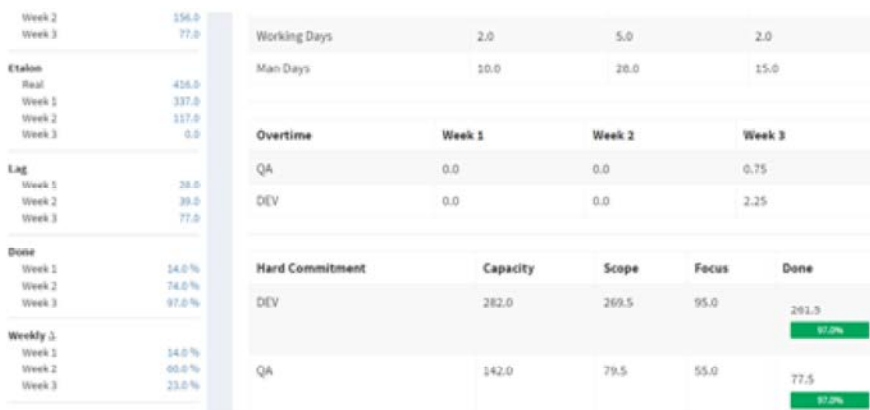 Week 2 156.0
Week 3 77.0
Etalon
Real 416.0
Week 1 337.0
Week 2 117.0
Week 3 0.0
Lag
Week 1 28.0
Week 2 39.0
Week 3 77.0
Done
Week 1 14.0 %
Week 2 74.0 %
Week 3 97.0 %
Weekly Δ
Week 1 14.0 %
Week 2 60.0 %
Week 3 23.0 %
Working Days 2.0 5.0 2.0
Man Days 10.0 28.0 15.0
Overtime Week 1 Week 2 Week 3
QA 0.0 0.0 0.75
DEV 0.0 0.0 2.25
Hard Commitment Capacity Scope Focus Done
DEV 282.0 269.5 95.0 261.5
97.0%
QA 142.0 79.5 55.0 77.5
97.0%